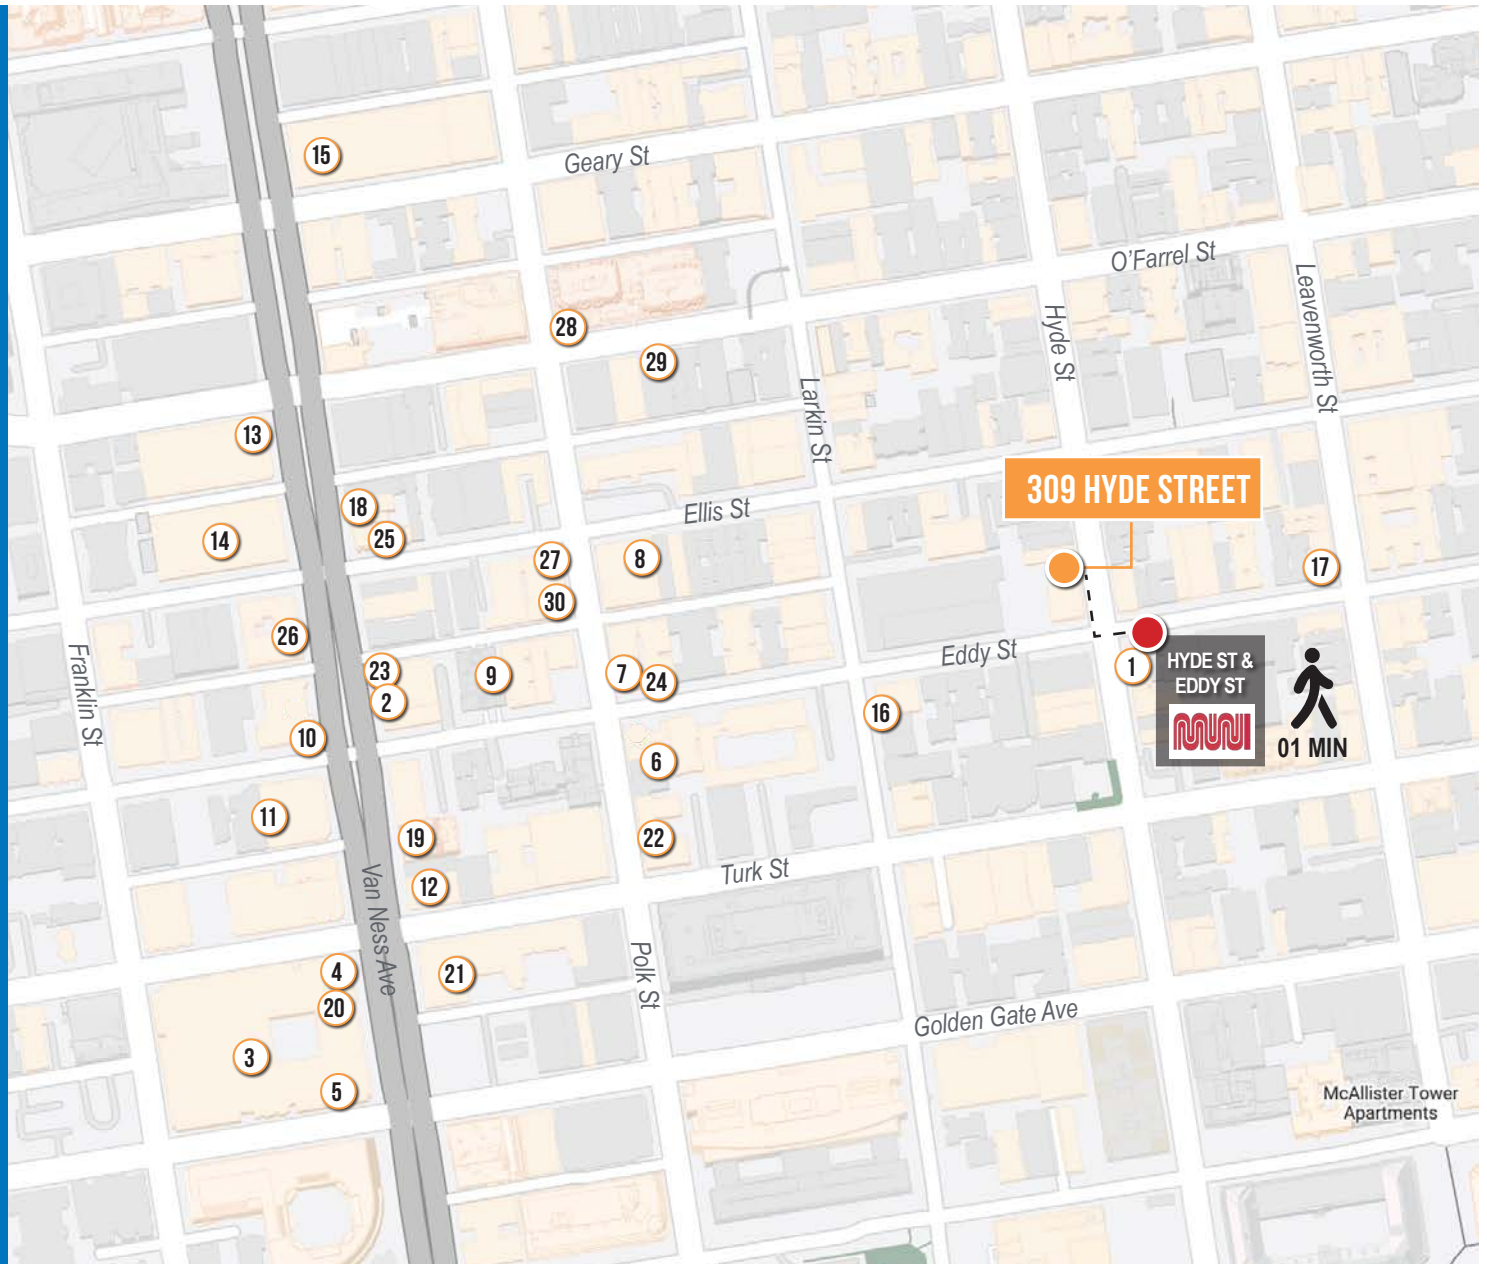 15
Geary St
O'Farrel St
Leavenworth St
28
Hyde St
29
Larkin St
13
309 HYDE STREET
18
Ellis St
14
25
27
8
17
30
26
Franklin St
23
9
7
24
Eddy St
1
HYDE ST &
EDDY ST
MUNI
01 MIN
2
16
10
6
11
19
22
Van Ness Ave
12
Turk St
4
21
Polk St
20
Golden Gate Ave
3
5
McAllister Tower
Apartments